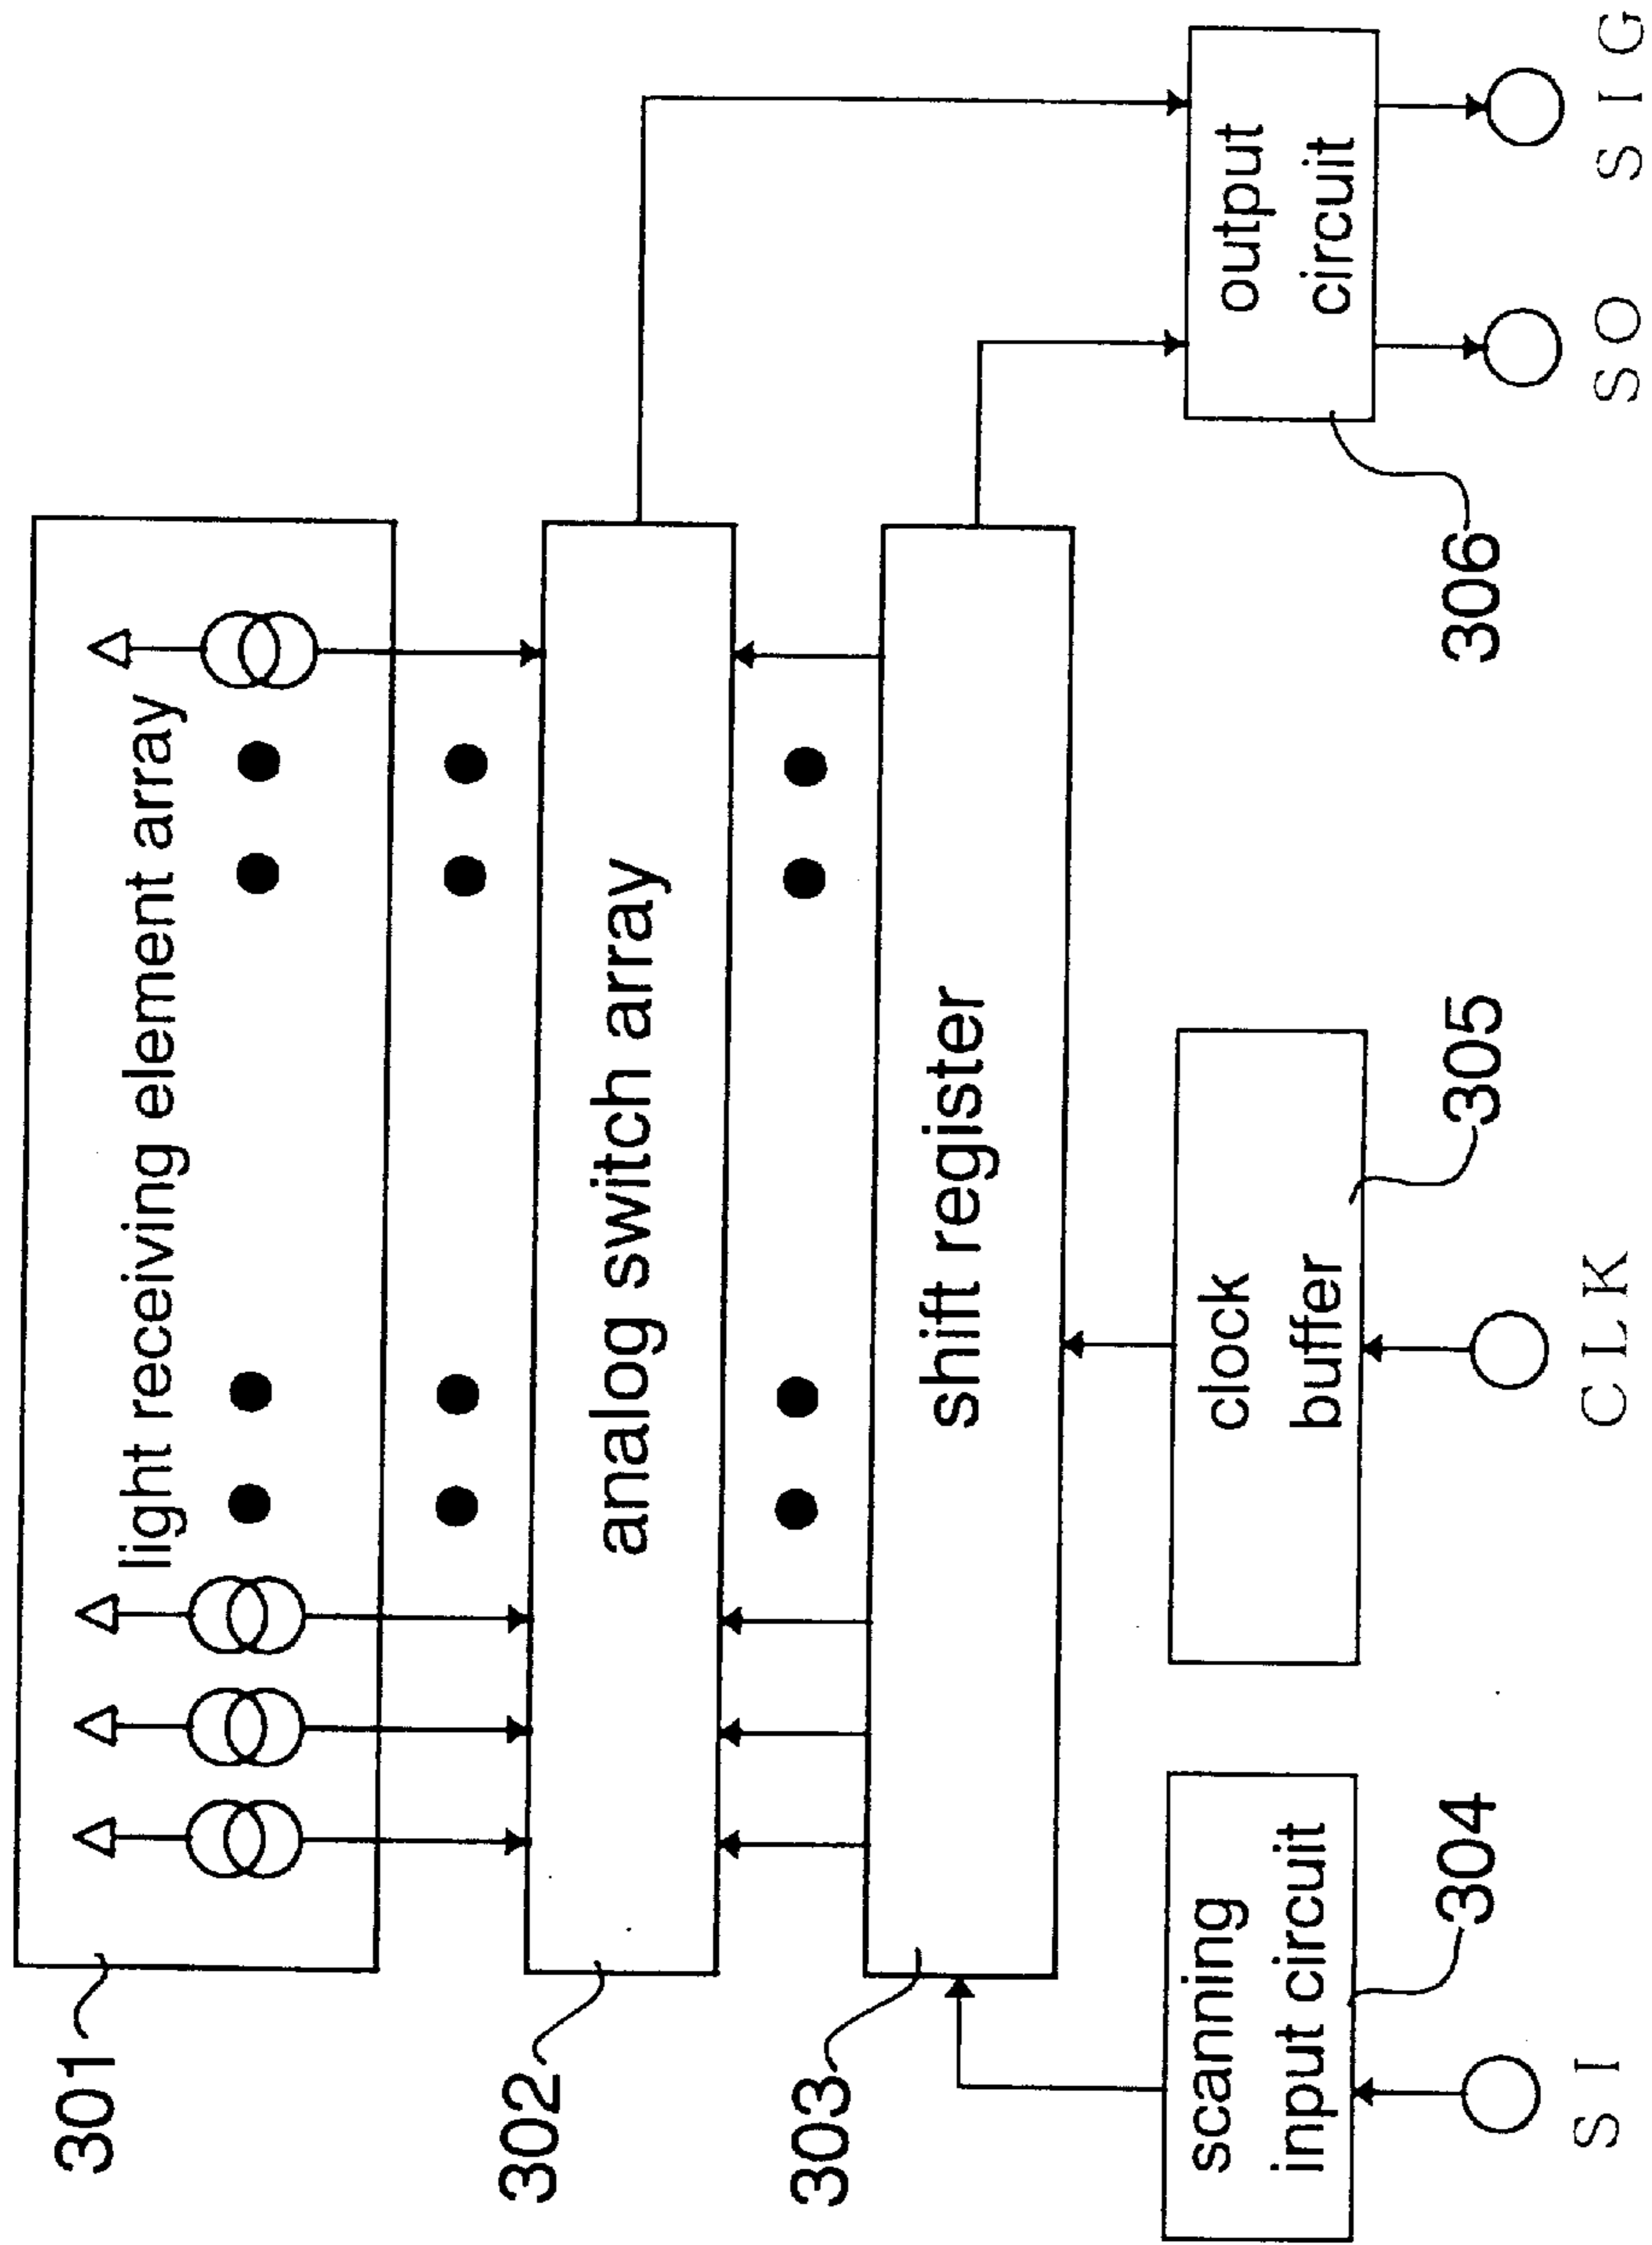 301
light receiving element array
302
analog switch array
303
shift register
scanning
input circuit
304
clock
buffer
305
output
circuit
306
S I
C L K
S O
S I G